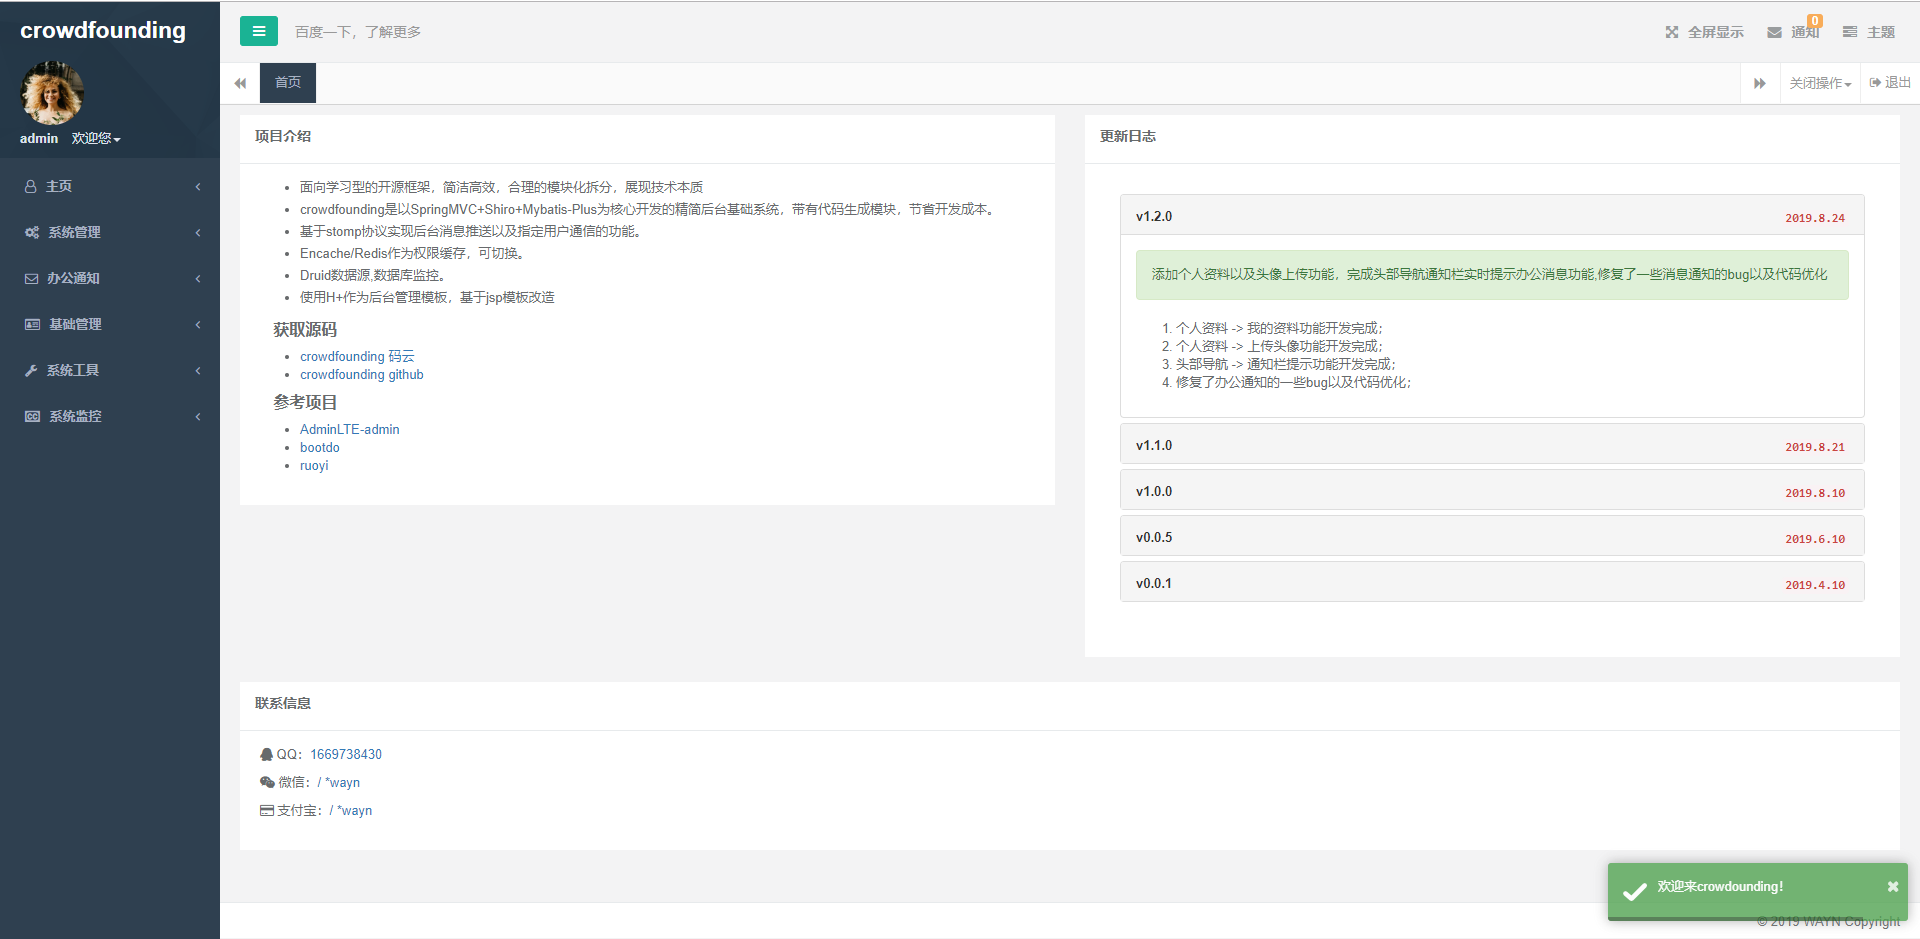 crowdfounding
admin 欢迎您
主页
系统管理
办公通知
基础管理
系统工具
系统监控
百度一下，了解更多
全屏显示
通知 0
主题
首页
关闭操作
退出
项目介绍
面向学习型的开源框架，简洁高效，合理的模块化拆分，展现技术本质
crowdfounding是以SpringMVC+Shiro+Mybatis-Plus为核心开发的精简后台基础系统，带有代码生成模块，节省开发成本。
基于stomp协议实现后台消息推送以及指定用户通信的功能。
Encache/Redis作为权限缓存，可切换。
Druid数据源,数据库监控。
使用H+作为后台管理模板，基于jsp模板改造
获取源码
crowdfounding 码云
crowdfounding github
参考项目
AdminLTE-admin
bootdo
ruoyi
更新日志
v1.2.0 2019.8.24
添加个人资料以及头像上传功能，完成头部导航通知栏实时提示办公消息功能,修复了一些消息通知的bug以及代码优化
1. 个人资料 -> 我的资料功能开发完成；
2. 个人资料 -> 上传头像功能开发完成；
3. 头部导航 -> 通知栏提示功能开发完成；
4. 修复了办公通知的一些bug以及代码优化；
v1.1.0 2019.8.21
v1.0.0 2019.8.10
v0.0.5 2019.6.10
v0.0.1 2019.4.10
联系信息
QQ：1669738430
微信：/ *wayn
支付宝：/ *wayn
欢迎来crowdounding！
© 2019 WAYN Copyright